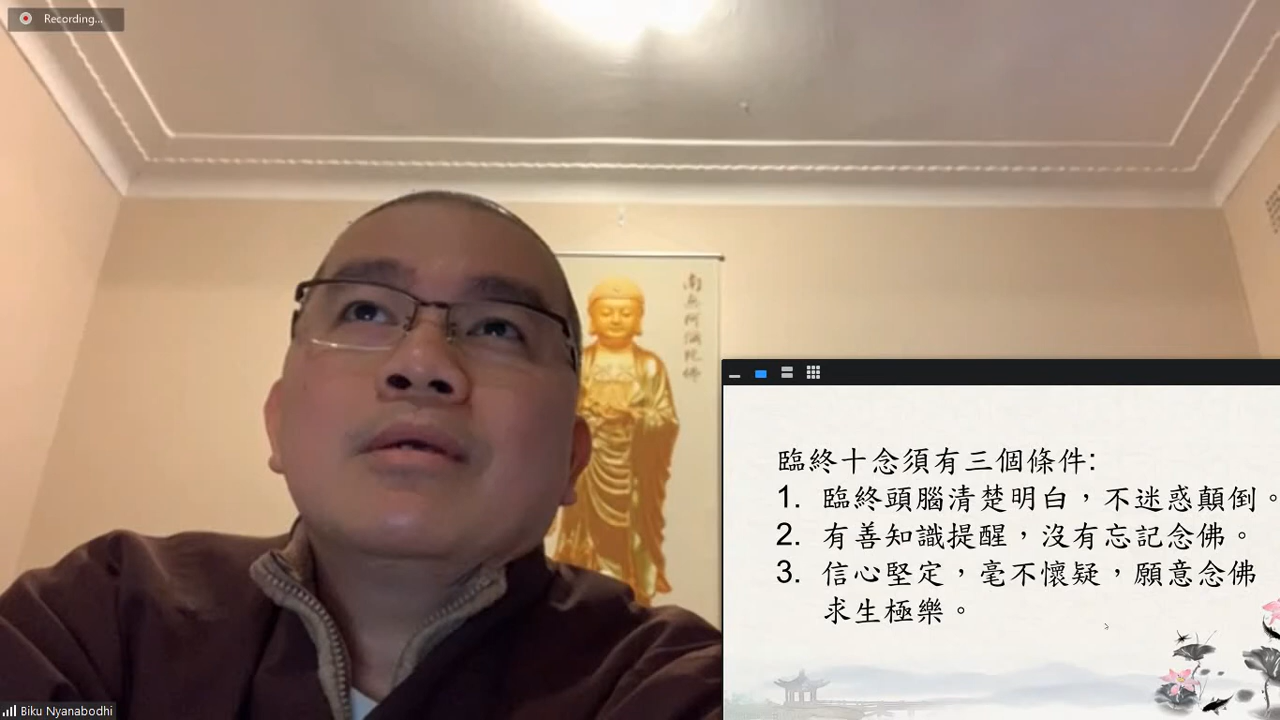 Recording...
南無阿彌陀佛
臨終十念須有三個條件:
1. 臨終頭腦清楚明白，不迷惑顛倒。
2. 有善知識提醒，沒有忘記念佛。
3. 信心堅定，毫不懷疑，願意念佛
求生極樂。
Biku Nyanabodhi